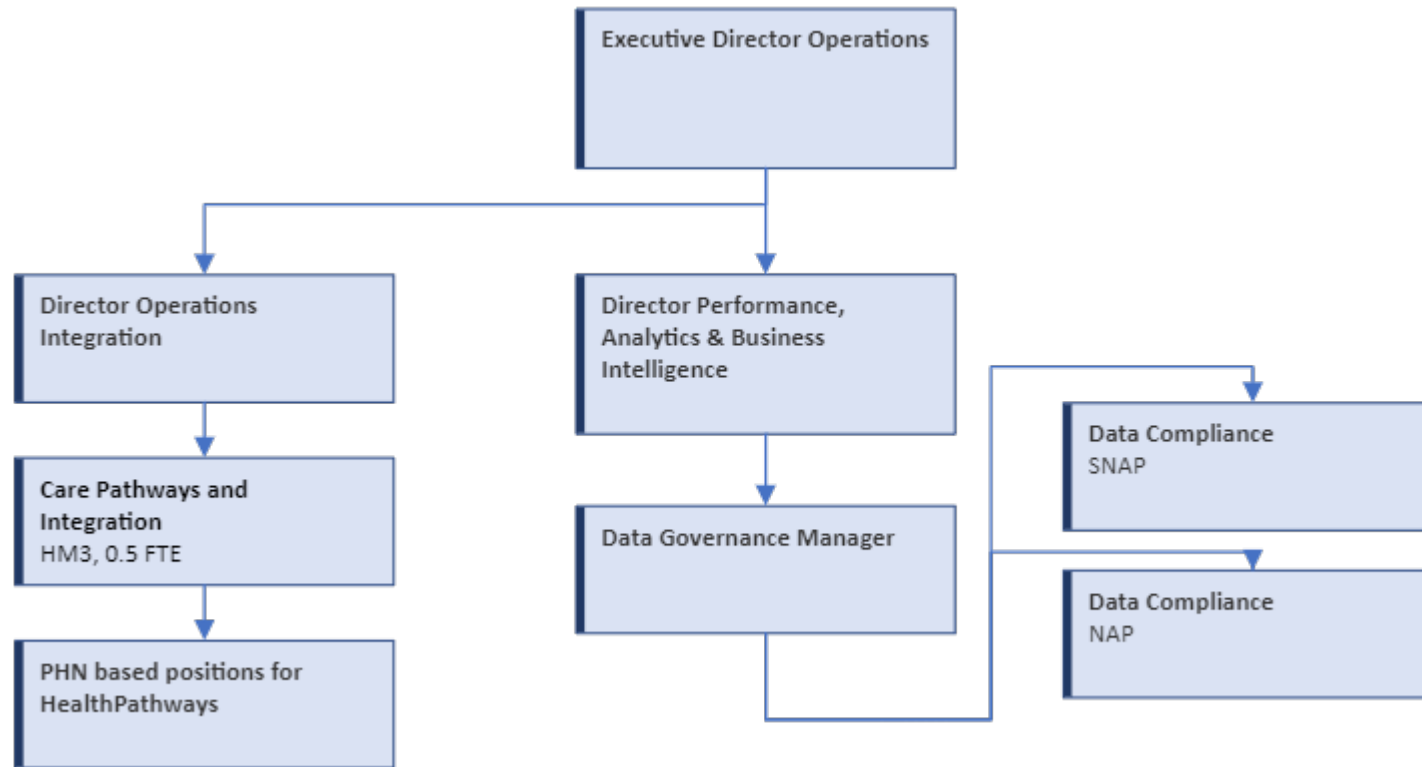 Executive Director Operations
Director Operations
Integration
Director Performance,
Analytics & Business
Intelligence
Data Compliance
SNAP
Care Pathways and
Integration
HM3, 0.5 FTE
Data Governance Manager
Data Compliance
NAP
PHN based positions for
HealthPathways